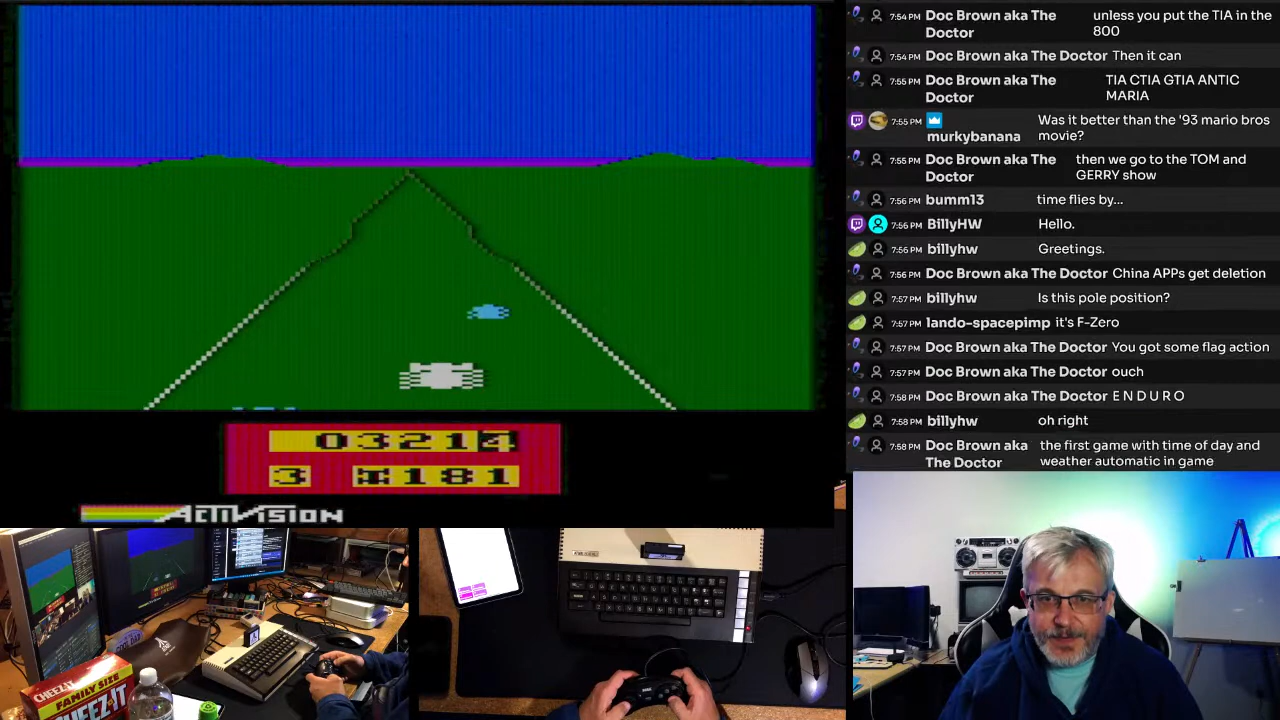 7:54 PM Doc Brown aka The Doctor unless you put the TIA in the 800
7:54 PM Doc Brown aka The Doctor Then it can
7:55 PM Doc Brown aka The Doctor TIA CTIA GTIA ANTIC MARIA
7:55 PM murkybanana Was it better than the '93 mario bros movie?
7:55 PM Doc Brown aka The Doctor then we go to the TOM and GERRY show
7:56 PM bumm13 time flies by...
7:56 PM BillyHW Hello.
7:56 PM billyhw Greetings.
7:56 PM Doc Brown aka The Doctor China APPs get deletion
7:57 PM billyhw Is this pole position?
7:57 PM lando-spacepimp it's F-Zero
7:57 PM Doc Brown aka The Doctor You got some flag action
7:57 PM Doc Brown aka The Doctor ouch
7:58 PM Doc Brown aka The Doctor E N D U R O
7:58 PM billyhw oh right
7:58 PM Doc Brown aka The Doctor the first game with time of day and weather automatic in game
03214
3 181
ACTIVISION
CHEEZ-IT
FAMILY SIZE
CHEEZ-IT